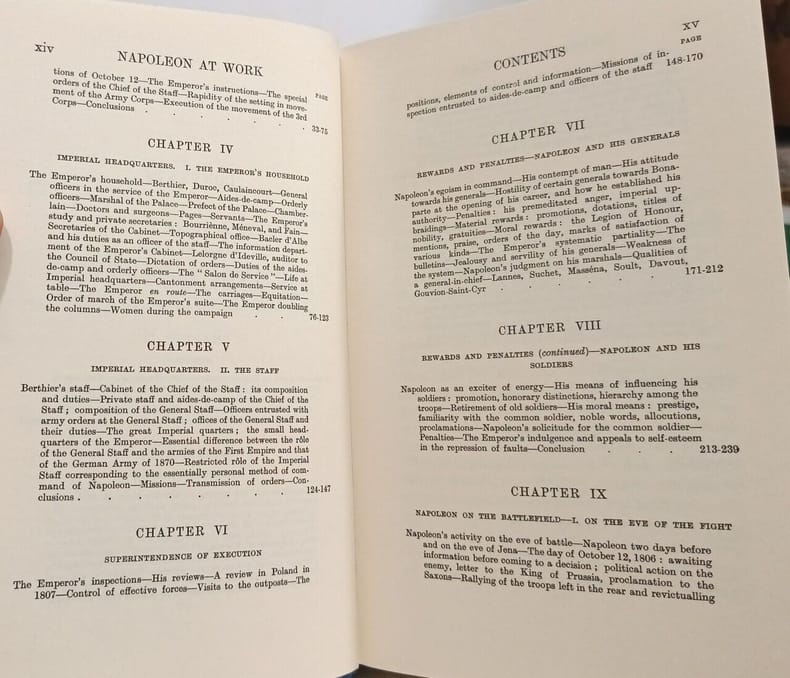 xiv
NAPOLEON AT WORK
PAGE
tions of October 12—The Emperor's instructions—The special
orders of the Chief of the Staff—Rapidity of the setting in move-
ment of the Army Corps—Execution of the movement of the 3rd
Corps—Conclusions . . . . . . 33-75
CHAPTER IV
IMPERIAL HEADQUARTERS. I. THE EMPEROR'S HOUSEHOLD
The Emperor's household—Berthier, Duroc, Caulaincourt—General
officers in the service of the Emperor—Aides-de-camp—Orderly
officers—Marshal of the Palace—Prefect of the Palace—Chamber-
lain—Doctors and surgeons—Pages—Servants—The Emperor's
study and private secretaries: Bourriènne, Méneval, and Fain—
Secretaries of the Cabinet—Topographical office—Bacler d'Albe
and his duties as an officer of the staff—The information depart-
ment of the Emperor's Cabinet—Lelorgne d'Ideville, auditor to
the Council of State—Dictation of orders—Duties of the aides-
de-camp and orderly officers—The "Salon de Service"—Life at
Imperial headquarters—Cantonment arrangements—Service at
table—The Emperor en route—The carriages—Equitation—
Order of march of the Emperor's suite—The Emperor doubling
the columns—Women during the campaign . . 76-123
CHAPTER V
IMPERIAL HEADQUARTERS. II. THE STAFF
Berthier's staff—Cabinet of the Chief of the Staff: its composition
and duties—Private staff and aides-de-camp of the Chief of the
Staff; composition of the General Staff—Officers entrusted with
army orders at the General Staff; offices of the General Staff and
their duties—The great Imperial quarters; the small head-
quarters of the Emperor—Essential difference between the rôle
of the General Staff and the armies of the First Empire and that
of the German Army of 1870—Restricted rôle of the Imperial
Staff corresponding to the essentially personal method of com-
mand of Napoleon—Missions—Transmission of orders—Con-
clusions . . . . . . . . 124-147
CHAPTER VI
SUPERINTENDENCE OF EXECUTION
The Emperor's inspections—His reviews—A review in Poland in
1807—Control of effective forces—Visits to the outposts—The
CONTENTS
xv
PAGE
positions, elements of control and information—Missions of in-
spection entrusted to aides-de-camp and officers of the staff 148-170
CHAPTER VII
REWARDS AND PENALTIES—NAPOLEON AND HIS GENERALS
Napoleon's egoism in command—His contempt of man—His attitude
towards his generals—Hostility of certain generals towards Bona-
parte at the opening of his career, and how he established his
authority—Penalties: his premeditated anger, imperial up-
braidings—Material rewards: promotions, dotations, titles of
nobility, gratuities—Moral rewards: the Legion of Honour,
mentions, praise, orders of the day, marks of satisfaction of
various kinds—The Emperor's systematic partiality—The
bulletins—Jealousy and servility of his generals—Weakness of
the system—Napoleon's judgment on his marshals—Qualities of
a general-in-chief—Lannes, Suchet, Masséna, Soult, Davout,
Gouvion-Saint-Cyr . . . . . 171-212
CHAPTER VIII
REWARDS AND PENALTIES (continued)—NAPOLEON AND HIS
SOLDIERS
Napoleon as an exciter of energy—His means of influencing his
soldiers: promotion, honorary distinctions, hierarchy among the
troops—Retirement of old soldiers—His moral means: prestige,
familiarity with the common soldier, noble words, allocutions,
proclamations—Napoleon's solicitude for the common soldier—
Penalties—The Emperor's indulgence and appeals to self-esteem
in the repression of faults—Conclusion . . . 213-239
CHAPTER IX
NAPOLEON ON THE BATTLEFIELD—I. ON THE EVE OF THE FIGHT
Napoleon's activity on the eve of battle—Napoleon two days before
and on the eve of Jena—The day of October 12, 1806: awaiting
information before coming to a decision; political action on the
enemy, letter to the King of Prussia, proclamation to the
Saxons—Rallying of the troops left in the rear and revictualling